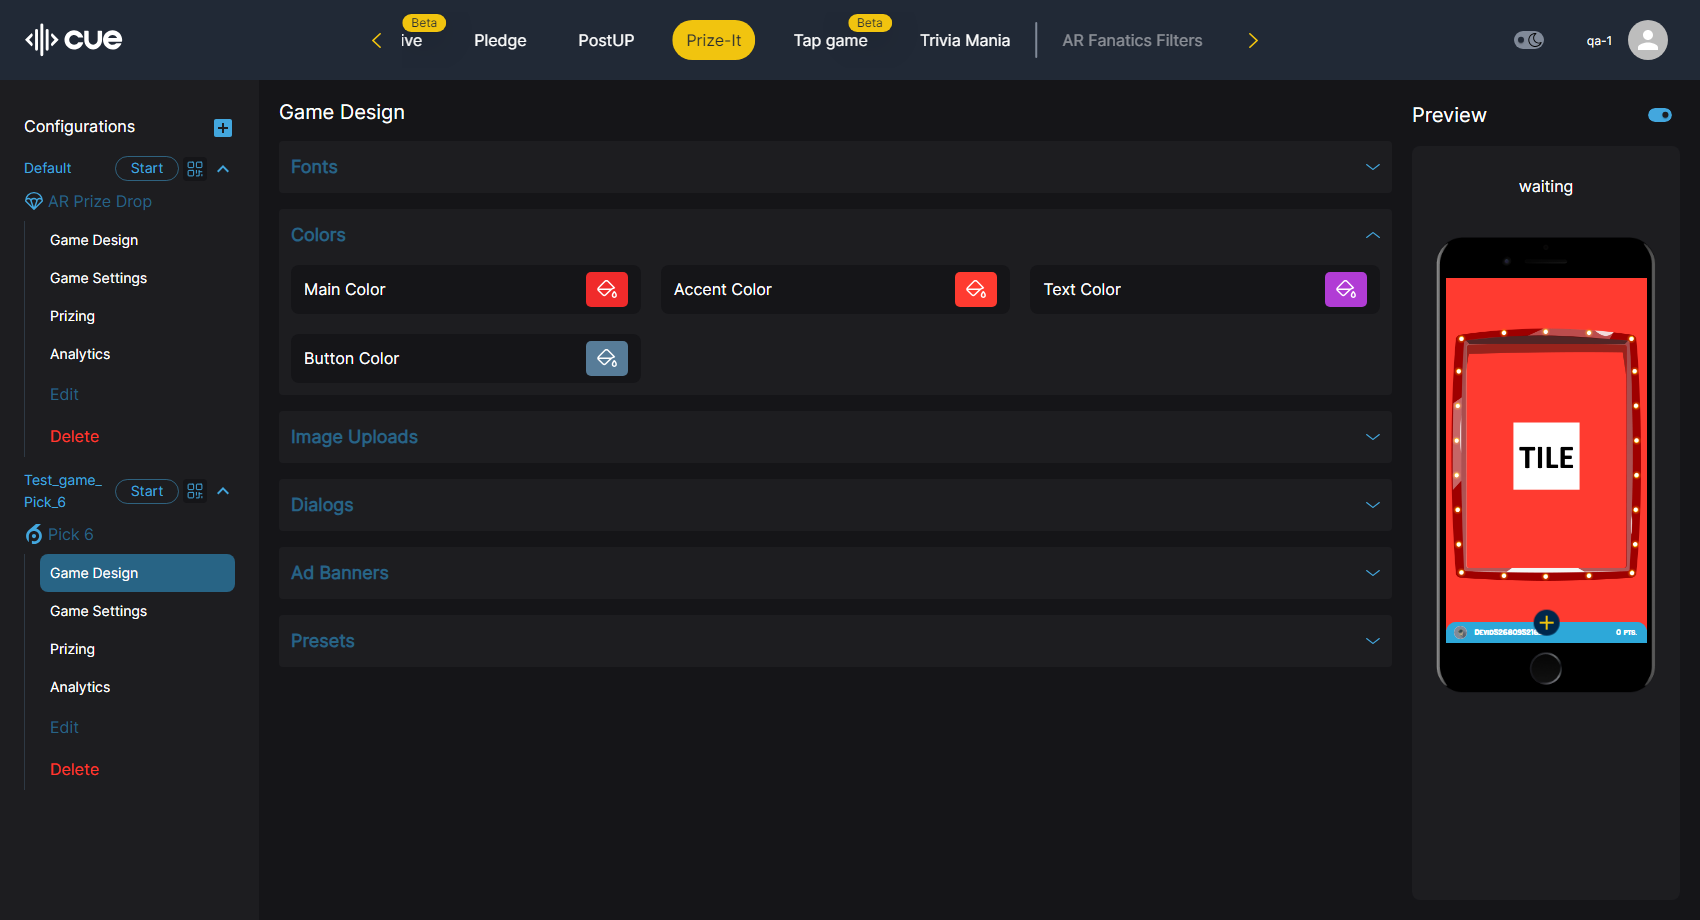 cue
Beta
ive
Pledge
PostUP
Prize-It
Beta
Tap game
Trivia Mania
AR Fanatics Filters
qa-1
Configurations
Default
Start
AR Prize Drop
Game Design
Game Settings
Prizing
Analytics
Edit
Delete
Test_game_
Pick_6
Start
Pick 6
Game Design
Game Settings
Prizing
Analytics
Edit
Delete
Game Design
Fonts
Colors
Main Color
Accent Color
Text Color
Button Color
Image Uploads
Dialogs
Ad Banners
Presets
Preview
waiting
TILE
0 PTS.